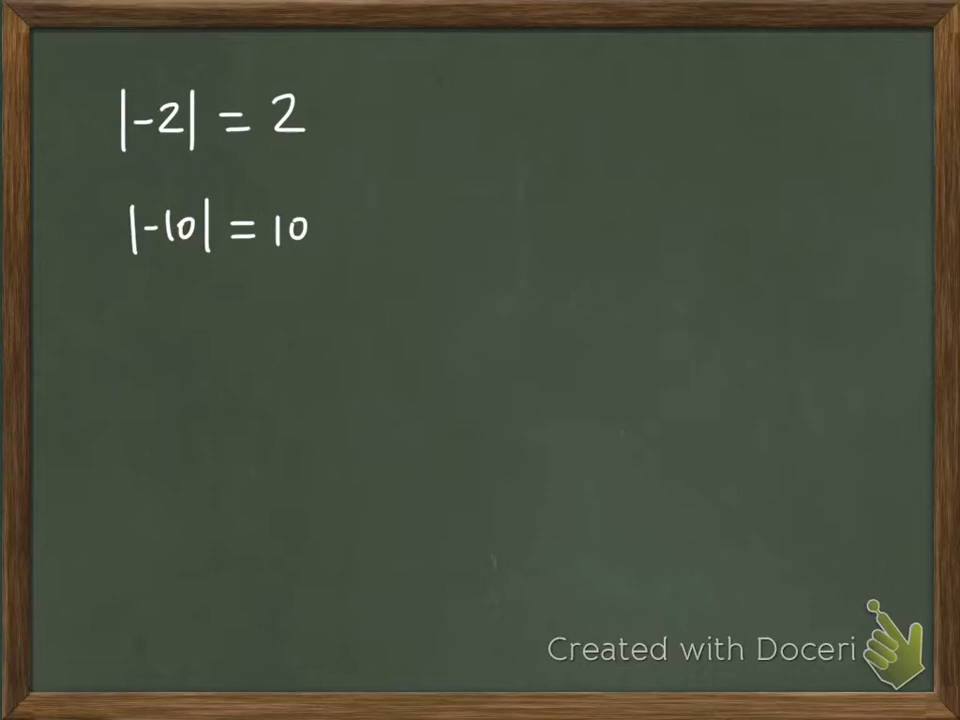 |-2| = 2
|-10| = 10
Created with Doceri